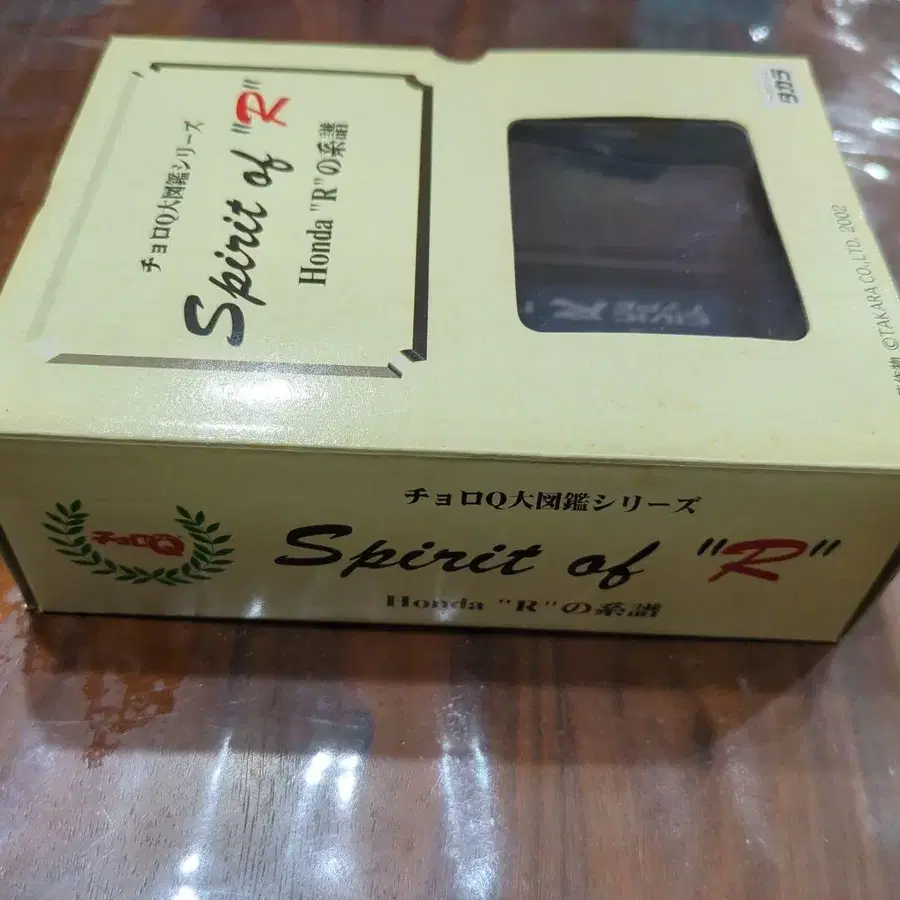 チョロQ大図鑑シリーズ
Spirit of "R"
Honda "R"の系譜
タカラ
©TAKARA CO.,LTD. 2002
チョロQ
チョロQ大図鑑シリーズ
Spirit of "R"
Honda "R"の系譜